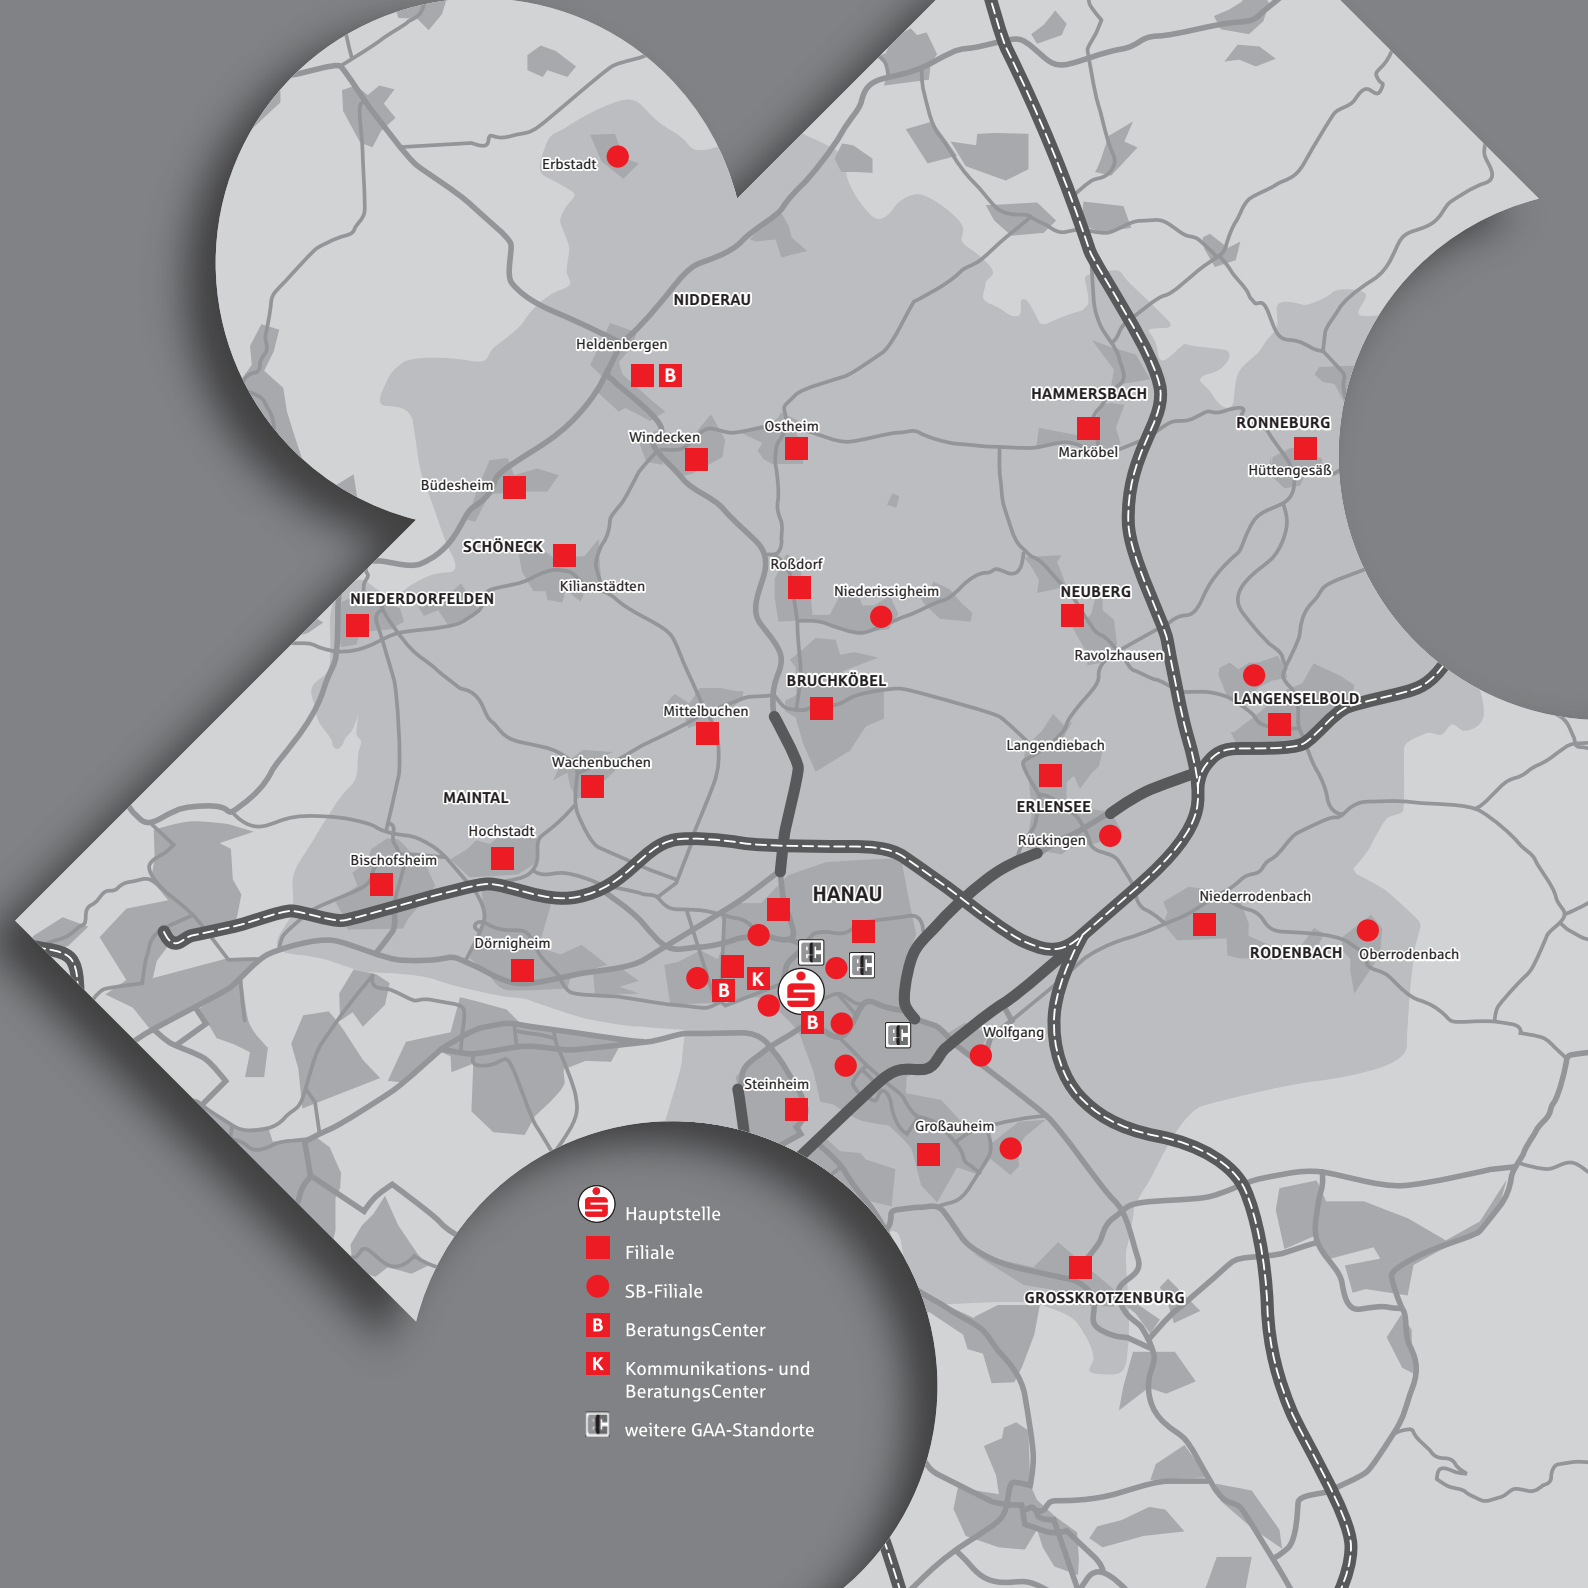 Erbstadt
NIDDERAU
Heldenbergen
B
HAMMERSBACH
Marköbel
RONNEBURG
Hüttengesäß
Ostheim
Windecken
Büdesheim
SCHÖNECK
Kilianstädten
Roßdorf
Niederissigheim
NEUBERG
NIEDERDORFELDEN
Ravolzhausen
BRUCHKÖBEL
LANGENSELBOLD
Mittelbuchen
Langendiebach
Wachenbuchen
MAINTAL
ERLENSEE
Hochstadt
Rückingen
Bischofsheim
HANAU
Niederrodenbach
Dörnigheim
RODENBACH
Oberrodenbach
K
B
B
Wolfgang
Steinheim
Großauheim
GROSSKROTZENBURG
Hauptstelle
Filiale
SB-Filiale
B BeratungsCenter
K Kommunikations- und
BeratungsCenter
weitere GAA-Standorte